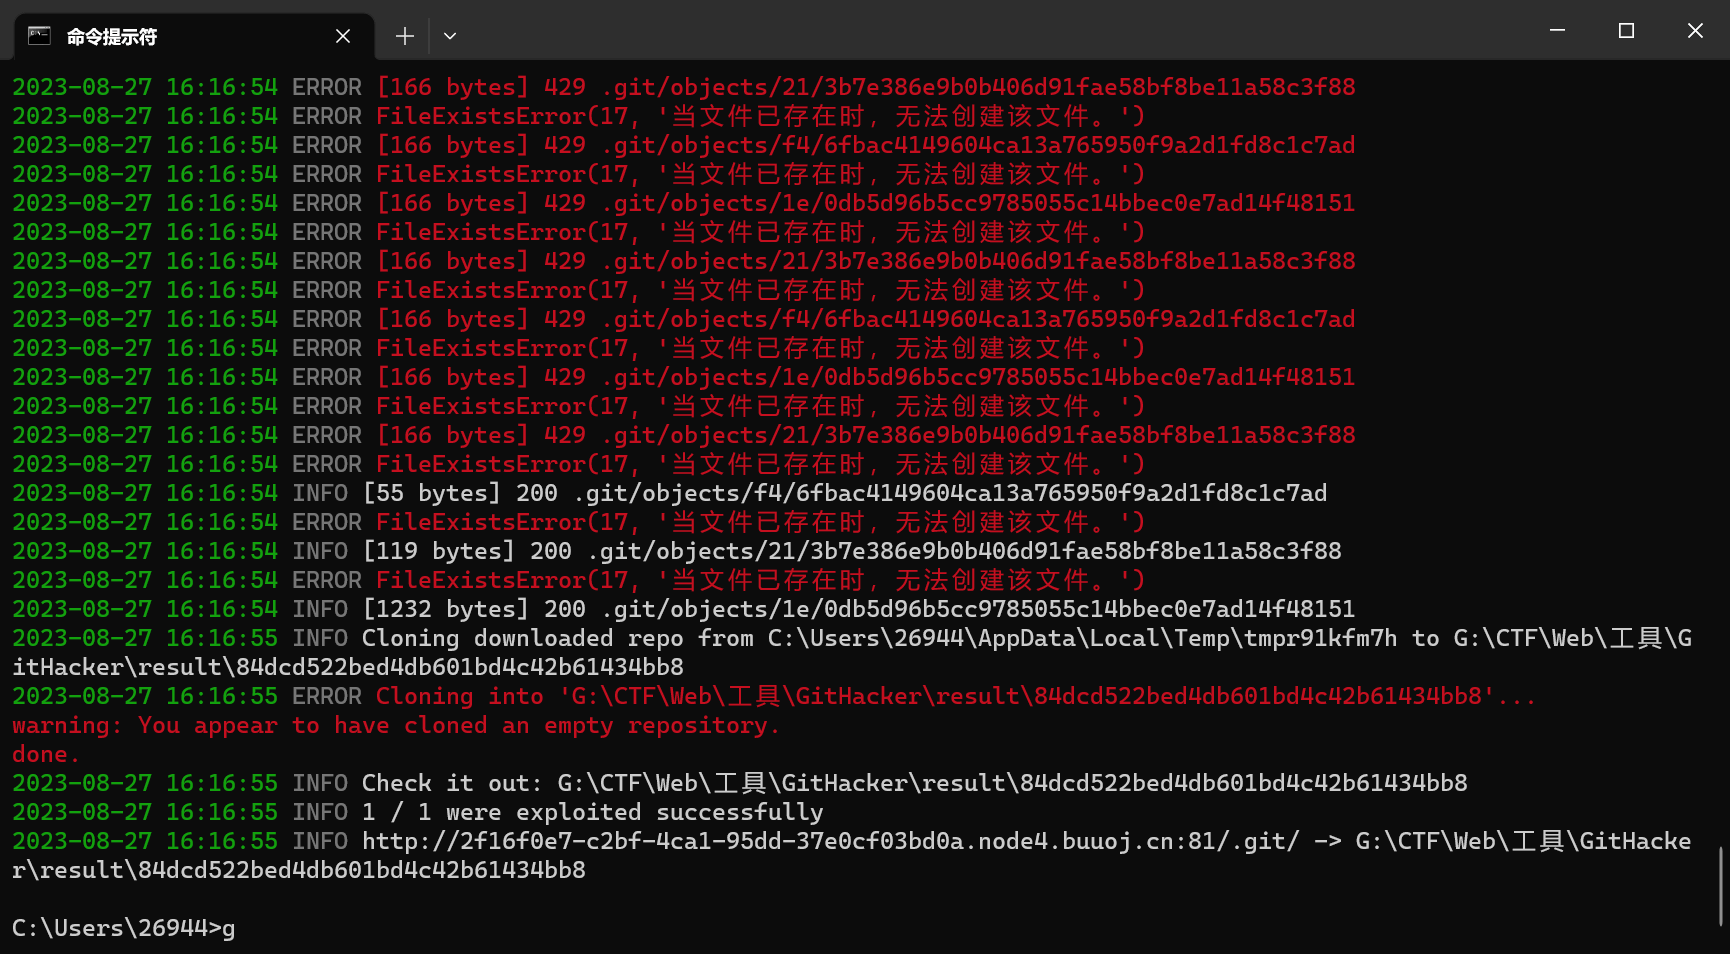 命令提示符
2023-08-27 16:16:54 ERROR [166 bytes] 429 .git/objects/21/3b7e386e9b0b406d91fae58bf8be11a58c3f88
2023-08-27 16:16:54 ERROR FileExistsError(17, '当文件已存在时，无法创建该文件。')
2023-08-27 16:16:54 ERROR [166 bytes] 429 .git/objects/f4/6fbac4149604ca13a765950f9a2d1fd8c1c7ad
2023-08-27 16:16:54 ERROR FileExistsError(17, '当文件已存在时，无法创建该文件。')
2023-08-27 16:16:54 ERROR [166 bytes] 429 .git/objects/1e/0db5d96b5cc9785055c14bbec0e7ad14f48151
2023-08-27 16:16:54 ERROR FileExistsError(17, '当文件已存在时，无法创建该文件。')
2023-08-27 16:16:54 ERROR [166 bytes] 429 .git/objects/21/3b7e386e9b0b406d91fae58bf8be11a58c3f88
2023-08-27 16:16:54 ERROR FileExistsError(17, '当文件已存在时，无法创建该文件。')
2023-08-27 16:16:54 ERROR [166 bytes] 429 .git/objects/f4/6fbac4149604ca13a765950f9a2d1fd8c1c7ad
2023-08-27 16:16:54 ERROR FileExistsError(17, '当文件已存在时，无法创建该文件。')
2023-08-27 16:16:54 ERROR [166 bytes] 429 .git/objects/1e/0db5d96b5cc9785055c14bbec0e7ad14f48151
2023-08-27 16:16:54 ERROR FileExistsError(17, '当文件已存在时，无法创建该文件。')
2023-08-27 16:16:54 ERROR [166 bytes] 429 .git/objects/21/3b7e386e9b0b406d91fae58bf8be11a58c3f88
2023-08-27 16:16:54 ERROR FileExistsError(17, '当文件已存在时，无法创建该文件。')
2023-08-27 16:16:54 INFO [55 bytes] 200 .git/objects/f4/6fbac4149604ca13a765950f9a2d1fd8c1c7ad
2023-08-27 16:16:54 ERROR FileExistsError(17, '当文件已存在时，无法创建该文件。')
2023-08-27 16:16:54 INFO [119 bytes] 200 .git/objects/21/3b7e386e9b0b406d91fae58bf8be11a58c3f88
2023-08-27 16:16:54 ERROR FileExistsError(17, '当文件已存在时，无法创建该文件。')
2023-08-27 16:16:54 INFO [1232 bytes] 200 .git/objects/1e/0db5d96b5cc9785055c14bbec0e7ad14f48151
2023-08-27 16:16:55 INFO Cloning downloaded repo from C:\Users\26944\AppData\Local\Temp\tmpr91kfm7h to G:\CTF\Web\工具\G
itHacker\result\84dcd522bed4db601bd4c42b61434bb8
2023-08-27 16:16:55 ERROR Cloning into 'G:\CTF\Web\工具\GitHacker\result\84dcd522bed4db601bd4c42b61434bb8'...
warning: You appear to have cloned an empty repository.
done.
2023-08-27 16:16:55 INFO Check it out: G:\CTF\Web\工具\GitHacker\result\84dcd522bed4db601bd4c42b61434bb8
2023-08-27 16:16:55 INFO 1 / 1 were exploited successfully
2023-08-27 16:16:55 INFO http://2f16f0e7-c2bf-4ca1-95dd-37e0cf03bd0a.node4.buuoj.cn:81/.git/ -> G:\CTF\Web\工具\GitHacke
r\result\84dcd522bed4db601bd4c42b61434bb8
C:\Users\26944>g